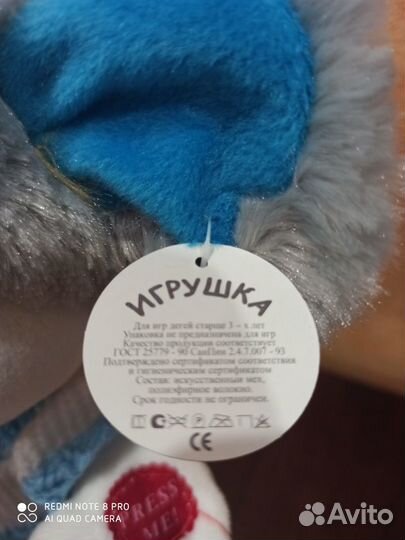 ИГРУШКА
Для игр детей старше 3 - х лет
Упаковка не предназначена для игр
Качество продукции соответствует
ГОСТ 25779 - 90 СанПин 2.4.7.007 - 93
Подтверждено сертификатом соответствия
и гигиеническим сертификатом
Состав: искусственный мех,
полиэфирное волокно.
Срок годности не ограничен.
CE
PRESS
ME!
REDMI NOTE 8 PRO
AI QUAD CAMERA
Avito